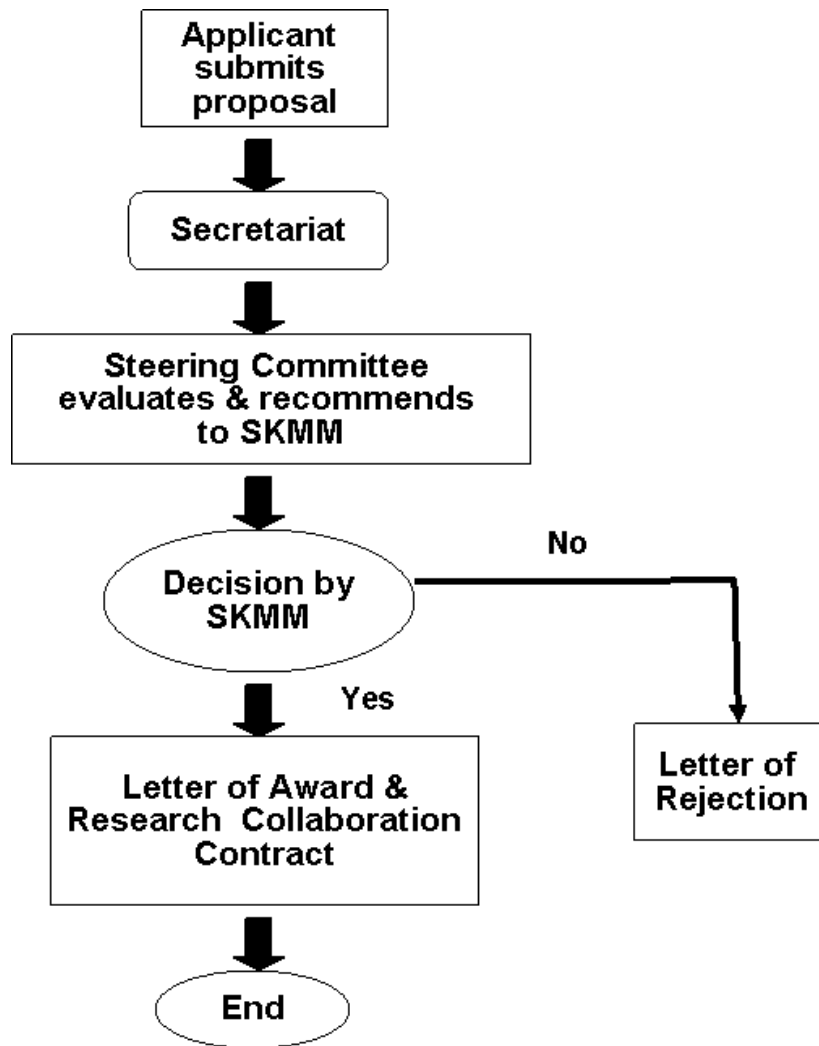 Applicant
submits
proposal
Secretariat
Steering Committee
evaluates & recommends
to SKMM
No
Decision by
SKMM
Yes
Letter of Award &
Research Collaboration
Contract
Letter of
Rejection
End